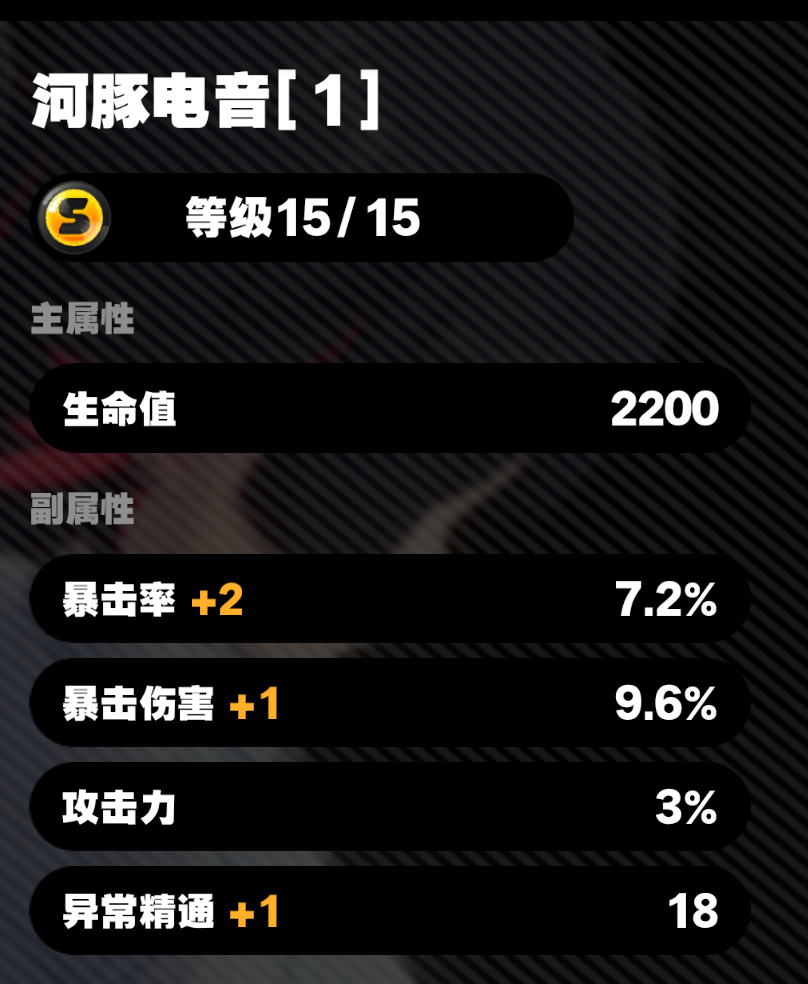 河豚电音[1]
S 等级15/15
主属性
生命值 2200
副属性
暴击率 +2 7.2%
暴击伤害 +1 9.6%
攻击力 3%
异常精通 +1 18